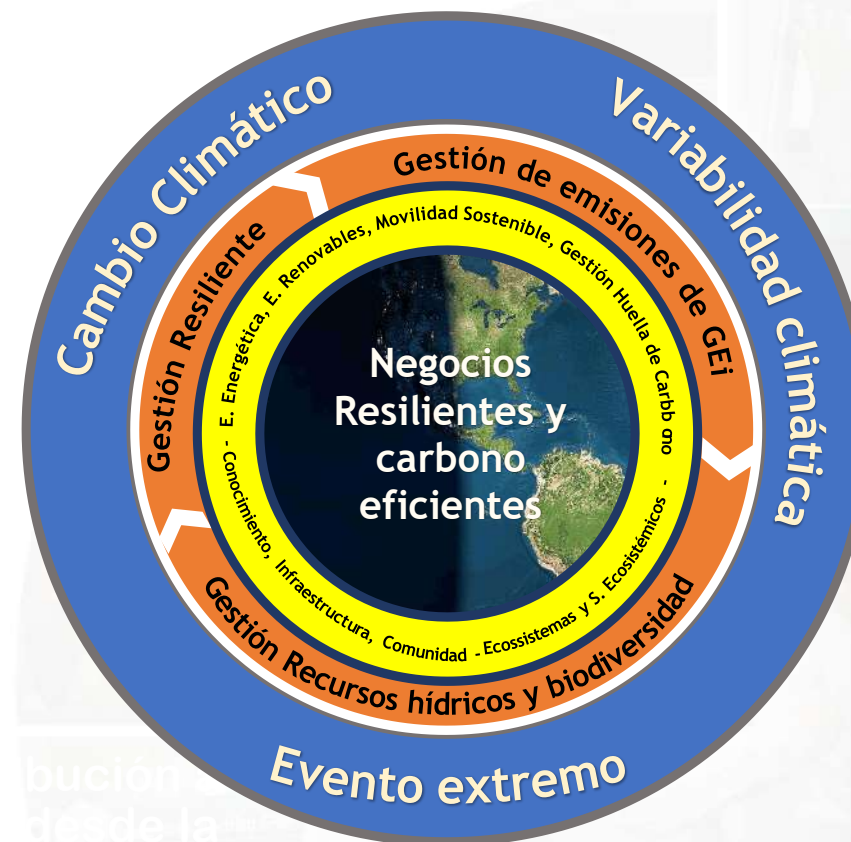 Cambio Climático
Variabilidad climática
Evento extremo
Gestión Resiliente
Gestión de emisiones de GEi
Gestión Recursos hídricos y biodiversidad
E. Energética, E. Renovables, Movilidad Sostenible, Gestión Huella de Carbb ono
Ecossistemas y S. Ecosistémicos -
Conocimiento, Infraestructura, Comunidad -
Negocios
Resilientes y
carbono
eficientes
bución
desde la